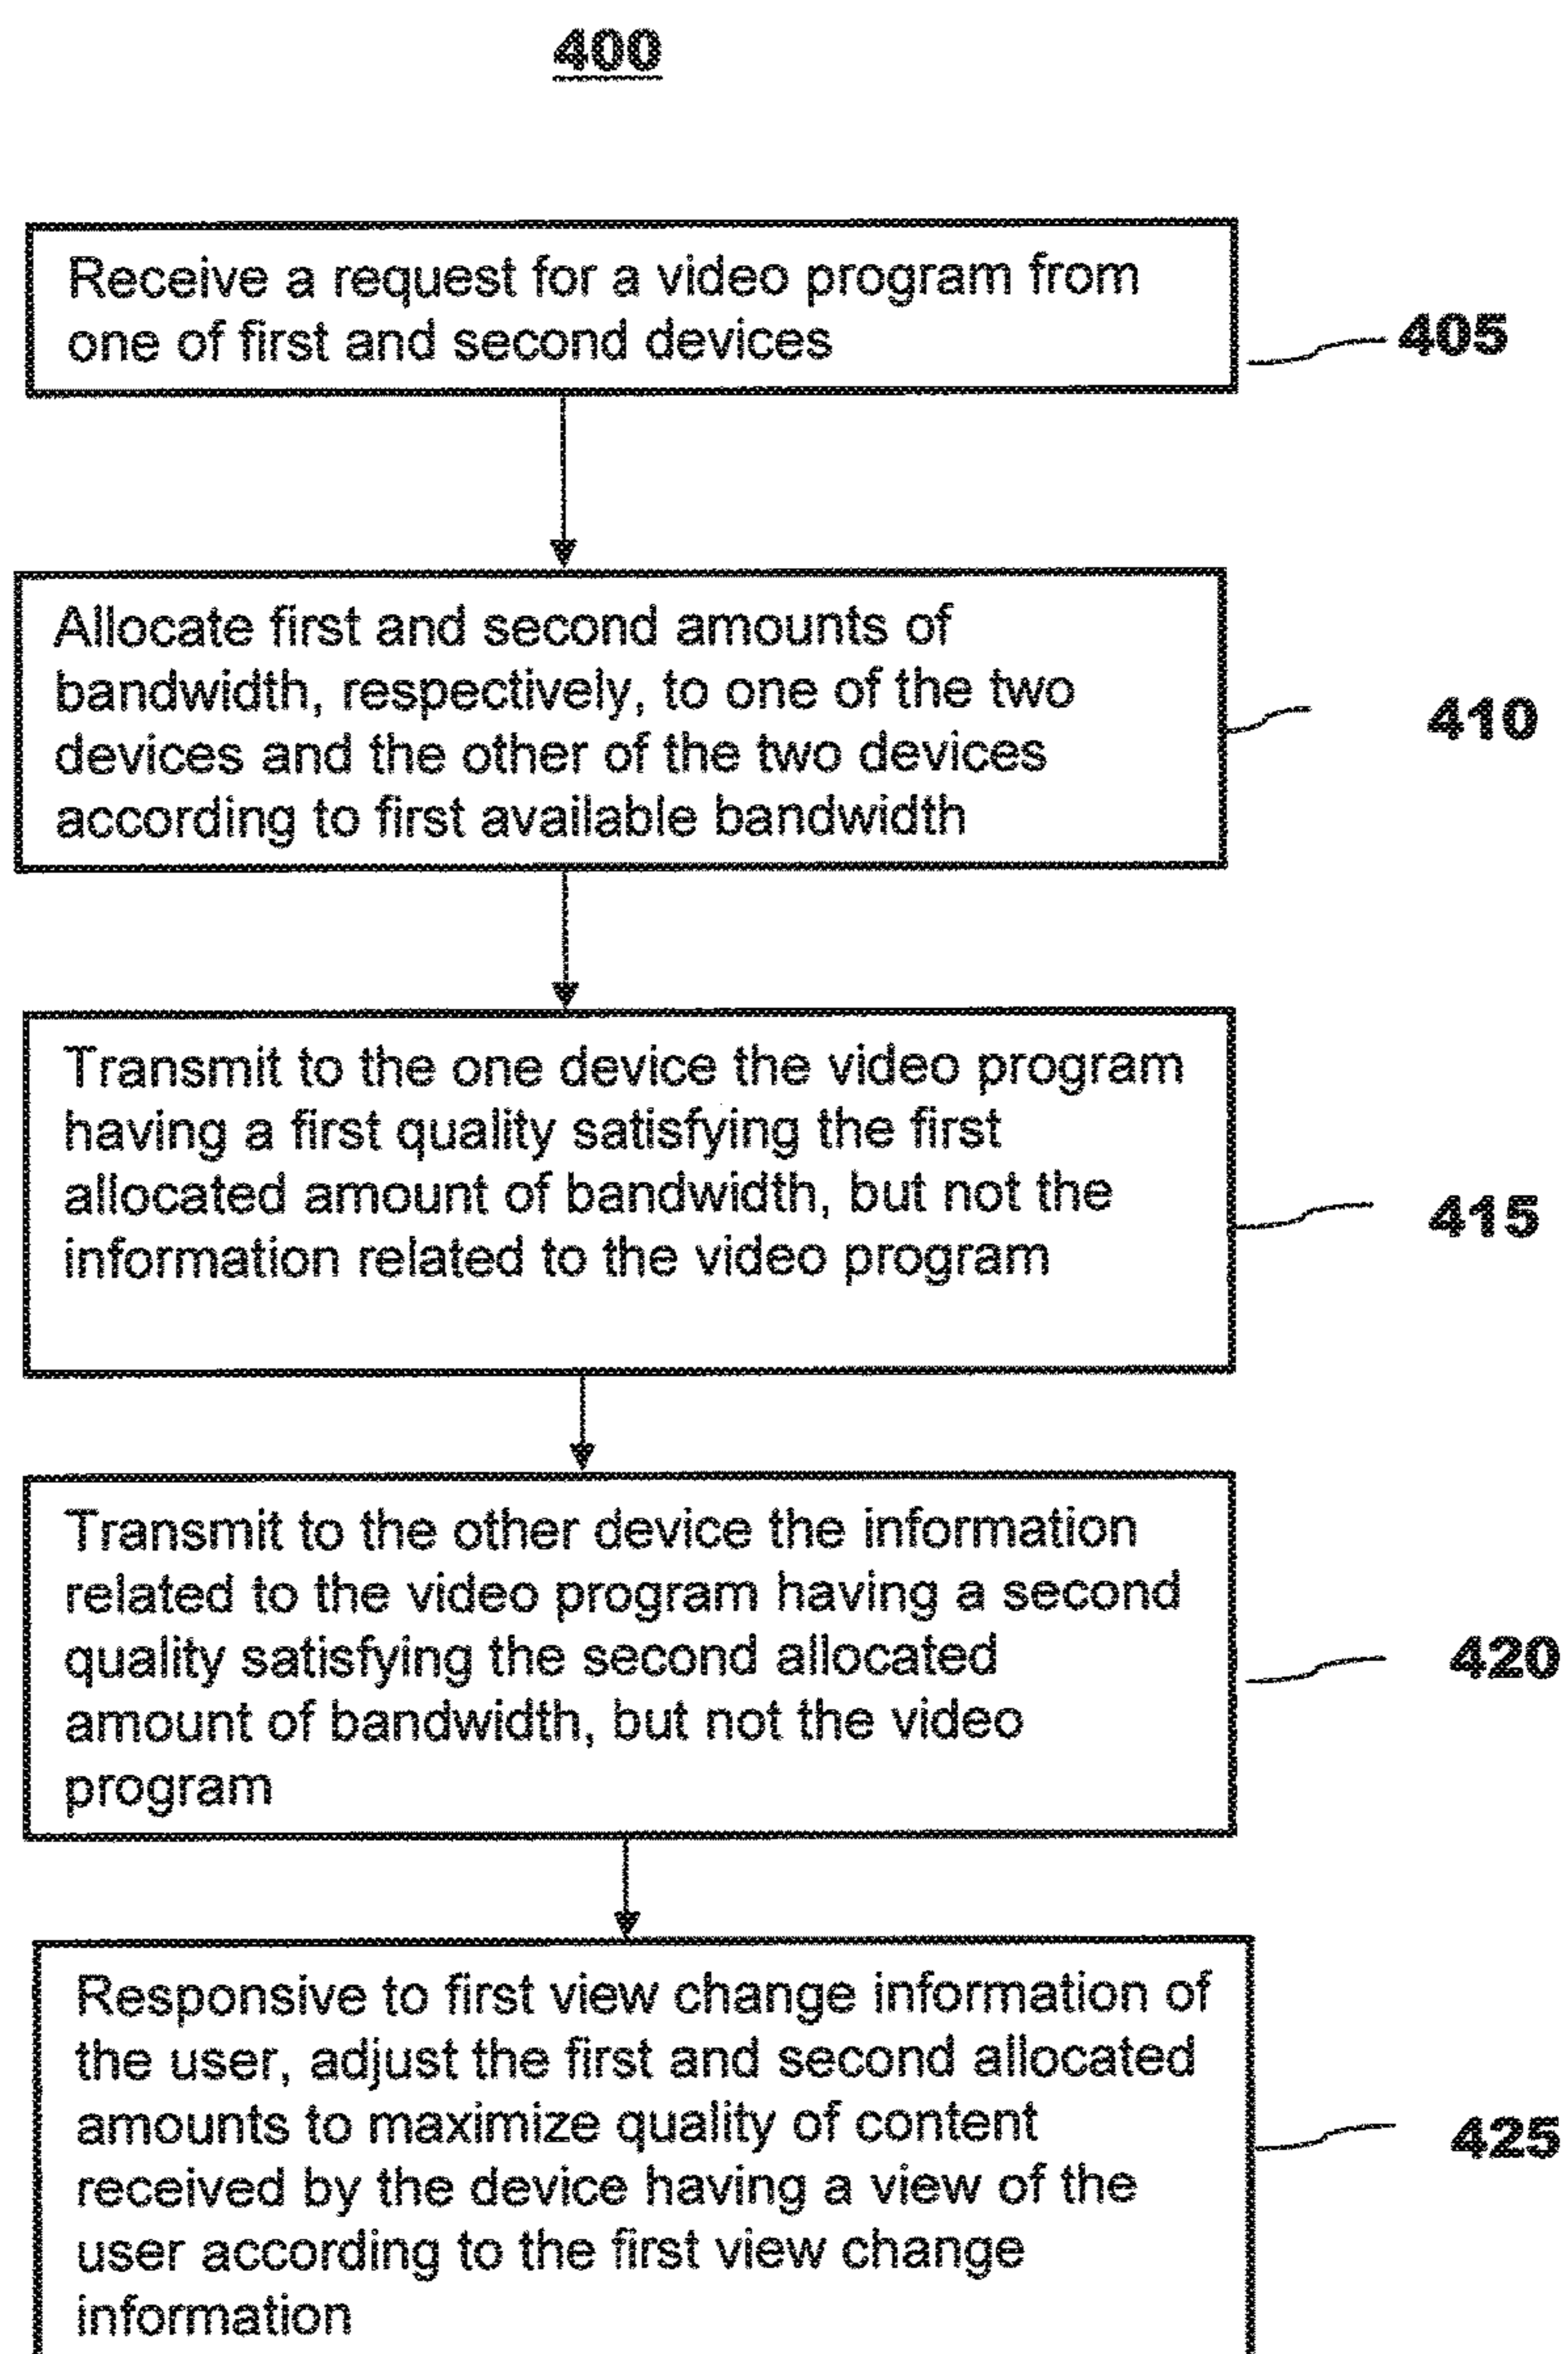 400
Receive a request for a video program from
one of first and second devices
405
Allocate first and second amounts of
bandwidth, respectively, to one of the two
devices and the other of the two devices
according to first available bandwidth
410
Transmit to the one device the video program
having a first quality satisfying the first
allocated amount of bandwidth, but not the
information related to the video program
415
Transmit to the other device the information
related to the video program having a second
quality satisfying the second allocated
amount of bandwidth, but not the video
program
420
Responsive to first view change information of
the user, adjust the first and second allocated
amounts to maximize quality of content
received by the device having a view of the
user according to the first view change
information
425